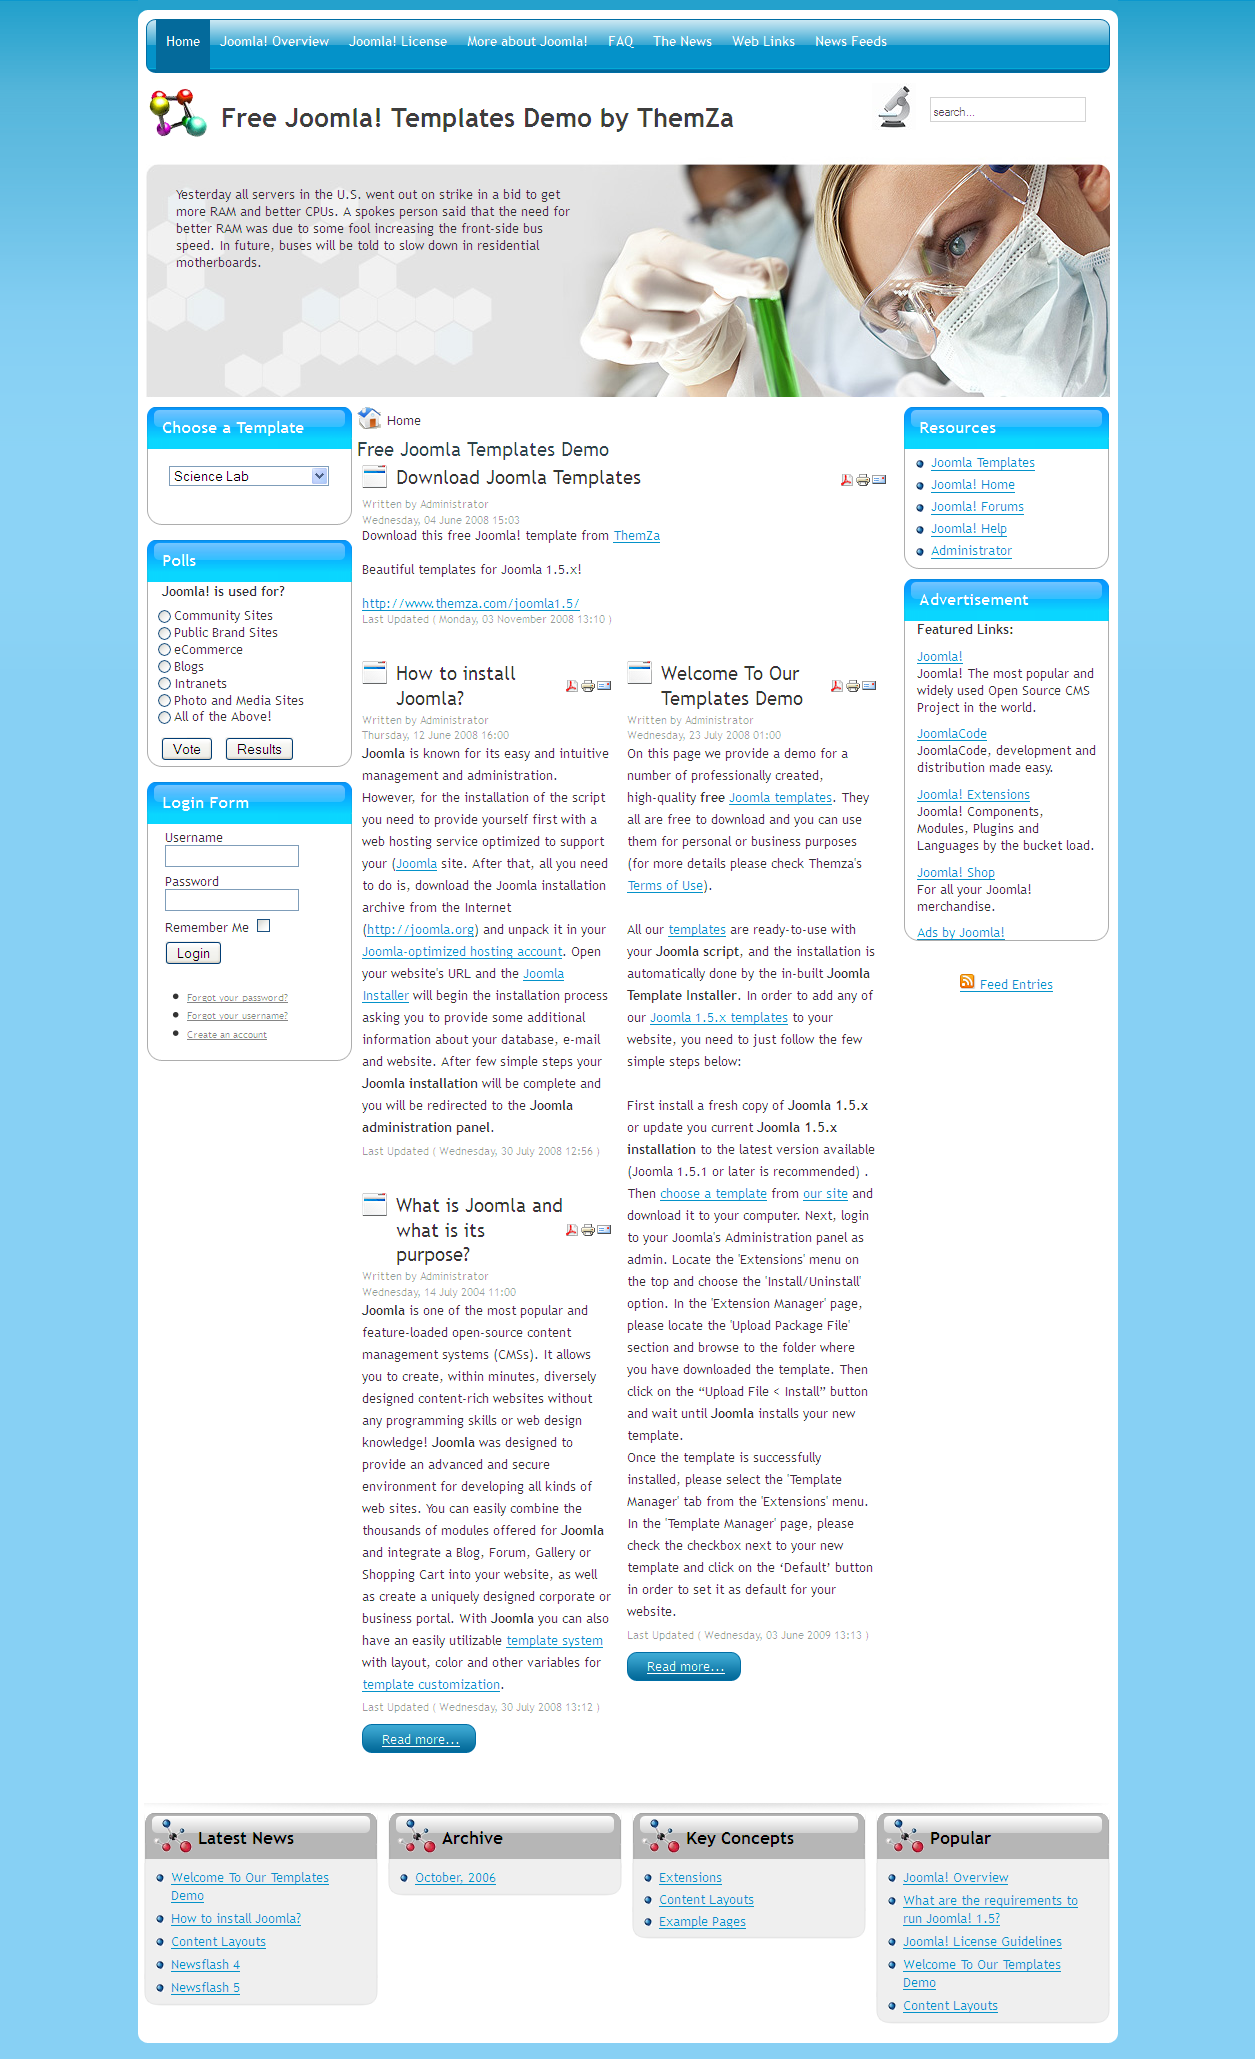 Home Joomla! Overview Joomla! License More about Joomla! FAQ The News Web Links News Feeds
Free Joomla! Templates Demo by ThemZa
search...
Yesterday all servers in the U.S. went out on strike in a bid to get
more RAM and better CPUs. A spokes person said that the need for
better RAM was due to some fool increasing the front-side bus
speed. In future, buses will be told to slow down in residential
motherboards.
Choose a Template
Science Lab
Polls
Joomla! is used for?
Community Sites
Public Brand Sites
eCommerce
Blogs
Intranets
Photo and Media Sites
All of the Above!
Vote Results
Login Form
Username
Password
Remember Me
Login
Forgot your password?
Forgot your username?
Create an account
Home
Free Joomla Templates Demo
Download Joomla Templates
Written by Administrator
Wednesday, 04 June 2008 15:03
Download this free Joomla! template from ThemZa
Beautiful templates for Joomla 1.5.x!
http://www.themza.com/joomla1.5/
Last Updated ( Monday, 03 November 2008 13:10 )
How to install
Joomla?
Written by Administrator
Thursday, 12 June 2008 16:00
Joomla is known for its easy and intuitive
management and administration.
However, for the installation of the script
you need to provide yourself first with a
web hosting service optimized to support
your (Joomla site. After that, all you need
to do is, download the Joomla installation
archive from the Internet
(http://joomla.org) and unpack it in your
Joomla-optimized hosting account. Open
your website's URL and the Joomla
Installer will begin the installation process
asking you to provide some additional
information about your database, e-mail
and website. After few simple steps your
Joomla installation will be complete and
you will be redirected to the Joomla
administration panel.
Last Updated ( Wednesday, 30 July 2008 12:56 )
What is Joomla and
what is its
purpose?
Written by Administrator
Wednesday, 14 July 2004 11:00
Joomla is one of the most popular and
feature-loaded open-source content
management systems (CMSs). It allows
you to create, within minutes, diversely
designed content-rich websites without
any programming skills or web design
knowledge! Joomla was designed to
provide an advanced and secure
environment for developing all kinds of
web sites. You can easily combine the
thousands of modules offered for Joomla
and integrate a Blog, Forum, Gallery or
Shopping Cart into your website, as well
as create a uniquely designed corporate or
business portal. With Joomla you can also
have an easily utilizable template system
with layout, color and other variables for
template customization.
Last Updated ( Wednesday, 30 July 2008 13:12 )
Read more...
Welcome To Our
Templates Demo
Written by Administrator
Wednesday, 23 July 2008 01:00
On this page we provide a demo for a
number of professionally created,
high-quality free Joomla templates. They
all are free to download and you can use
them for personal or business purposes
(for more details please check Themza's
Terms of Use).
All our templates are ready-to-use with
your Joomla script, and the installation is
automatically done by the in-built Joomla
Template Installer. In order to add any of
our Joomla 1.5.x templates to your
website, you need to just follow the few
simple steps below:
First install a fresh copy of Joomla 1.5.x
or update you current Joomla 1.5.x
installation to the latest version available
(Joomla 1.5.1 or later is recommended) .
Then choose a template from our site and
download it to your computer. Next, login
to your Joomla's Administration panel as
admin. Locate the 'Extensions' menu on
the top and choose the 'Install/Uninstall'
option. In the 'Extension Manager' page,
please locate the 'Upload Package File'
section and browse to the folder where
you have downloaded the template. Then
click on the “Upload File < Install” button
and wait until Joomla installs your new
template.
Once the template is successfully
installed, please select the 'Template
Manager' tab from the 'Extensions' menu.
In the 'Template Manager' page, please
check the checkbox next to your new
template and click on the ‘Default’ button
in order to set it as default for your
website.
Last Updated ( Wednesday, 03 June 2009 13:13 )
Read more...
Resources
Joomla Templates
Joomla! Home
Joomla! Forums
Joomla! Help
Administrator
Advertisement
Featured Links:
Joomla!
Joomla! The most popular and
widely used Open Source CMS
Project in the world.
JoomlaCode
JoomlaCode, development and
distribution made easy.
Joomla! Extensions
Joomla! Components,
Modules, Plugins and
Languages by the bucket load.
Joomla! Shop
For all your Joomla!
merchandise.
Ads by Joomla!
Feed Entries
Latest News
Welcome To Our Templates
Demo
How to install Joomla?
Content Layouts
Newsflash 4
Newsflash 5
Archive
October, 2006
Key Concepts
Extensions
Content Layouts
Example Pages
Popular
Joomla! Overview
What are the requirements to
run Joomla! 1.5?
Joomla! License Guidelines
Welcome To Our Templates
Demo
Content Layouts